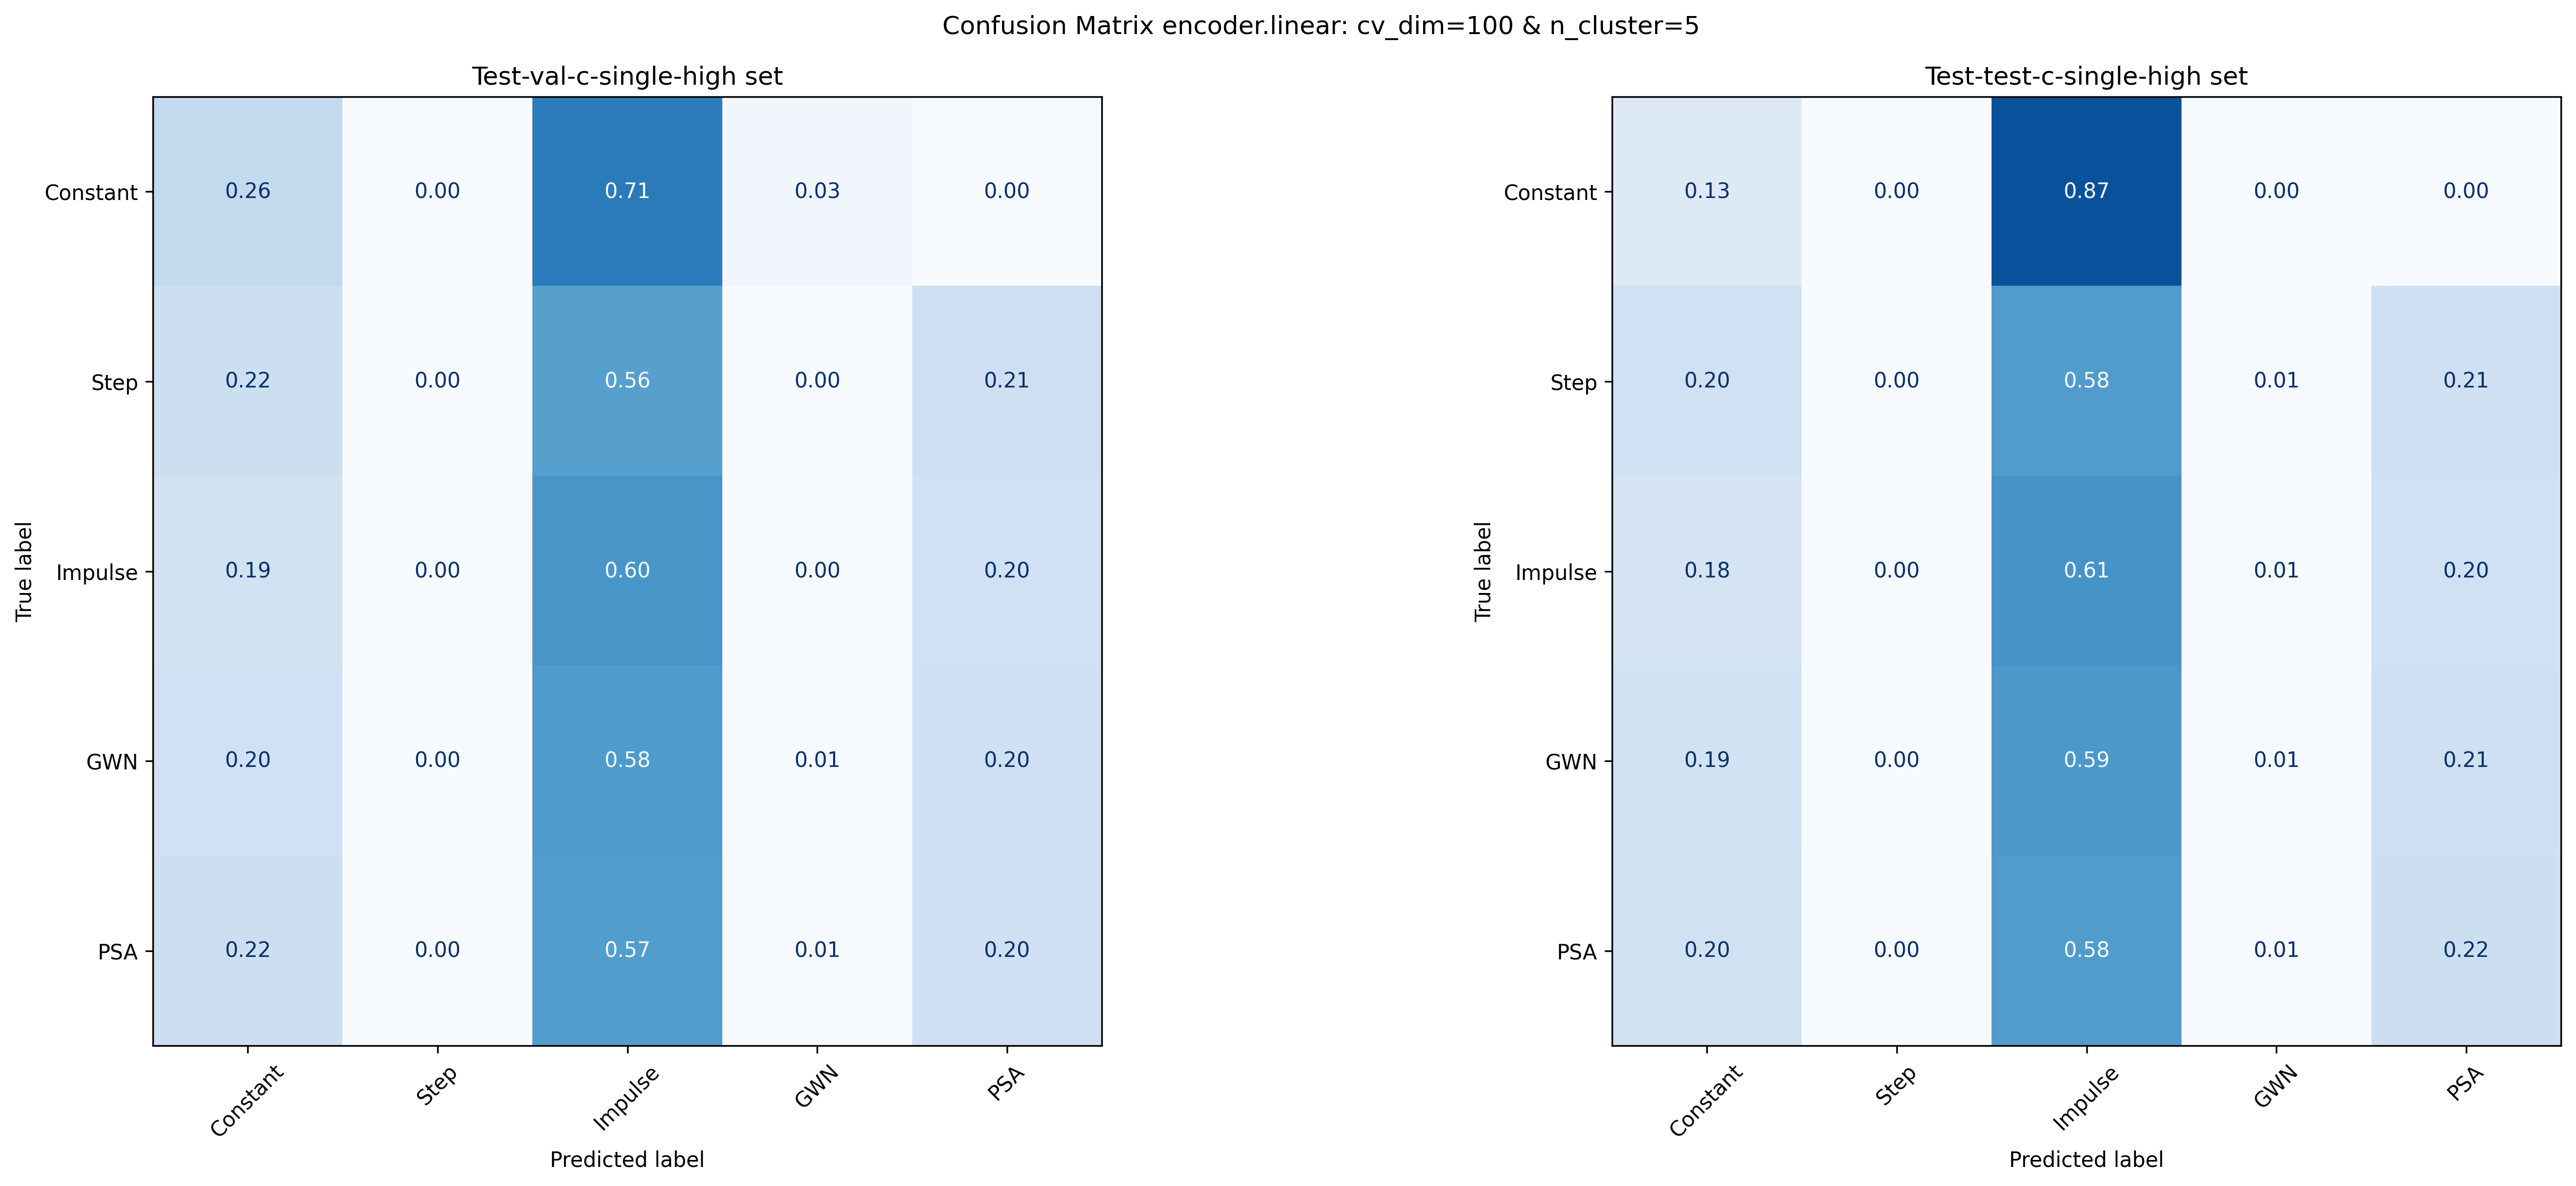 Confusion Matrix encoder.linear: cv_dim=100 & n_cluster=5
Test-val-c-single-high set
True label
Constant 0.26 0.00 0.71 0.03 0.00
Step 0.22 0.00 0.56 0.00 0.21
Impulse 0.19 0.00 0.60 0.00 0.20
GWN 0.20 0.00 0.58 0.01 0.20
PSA 0.22 0.00 0.57 0.01 0.20
Constant Step Impulse GWN PSA
Predicted label
Test-test-c-single-high set
True label
Constant 0.13 0.00 0.87 0.00 0.00
Step 0.20 0.00 0.58 0.01 0.21
Impulse 0.18 0.00 0.61 0.01 0.20
GWN 0.19 0.00 0.59 0.01 0.21
PSA 0.20 0.00 0.58 0.01 0.22
Constant Step Impulse GWN PSA
Predicted label